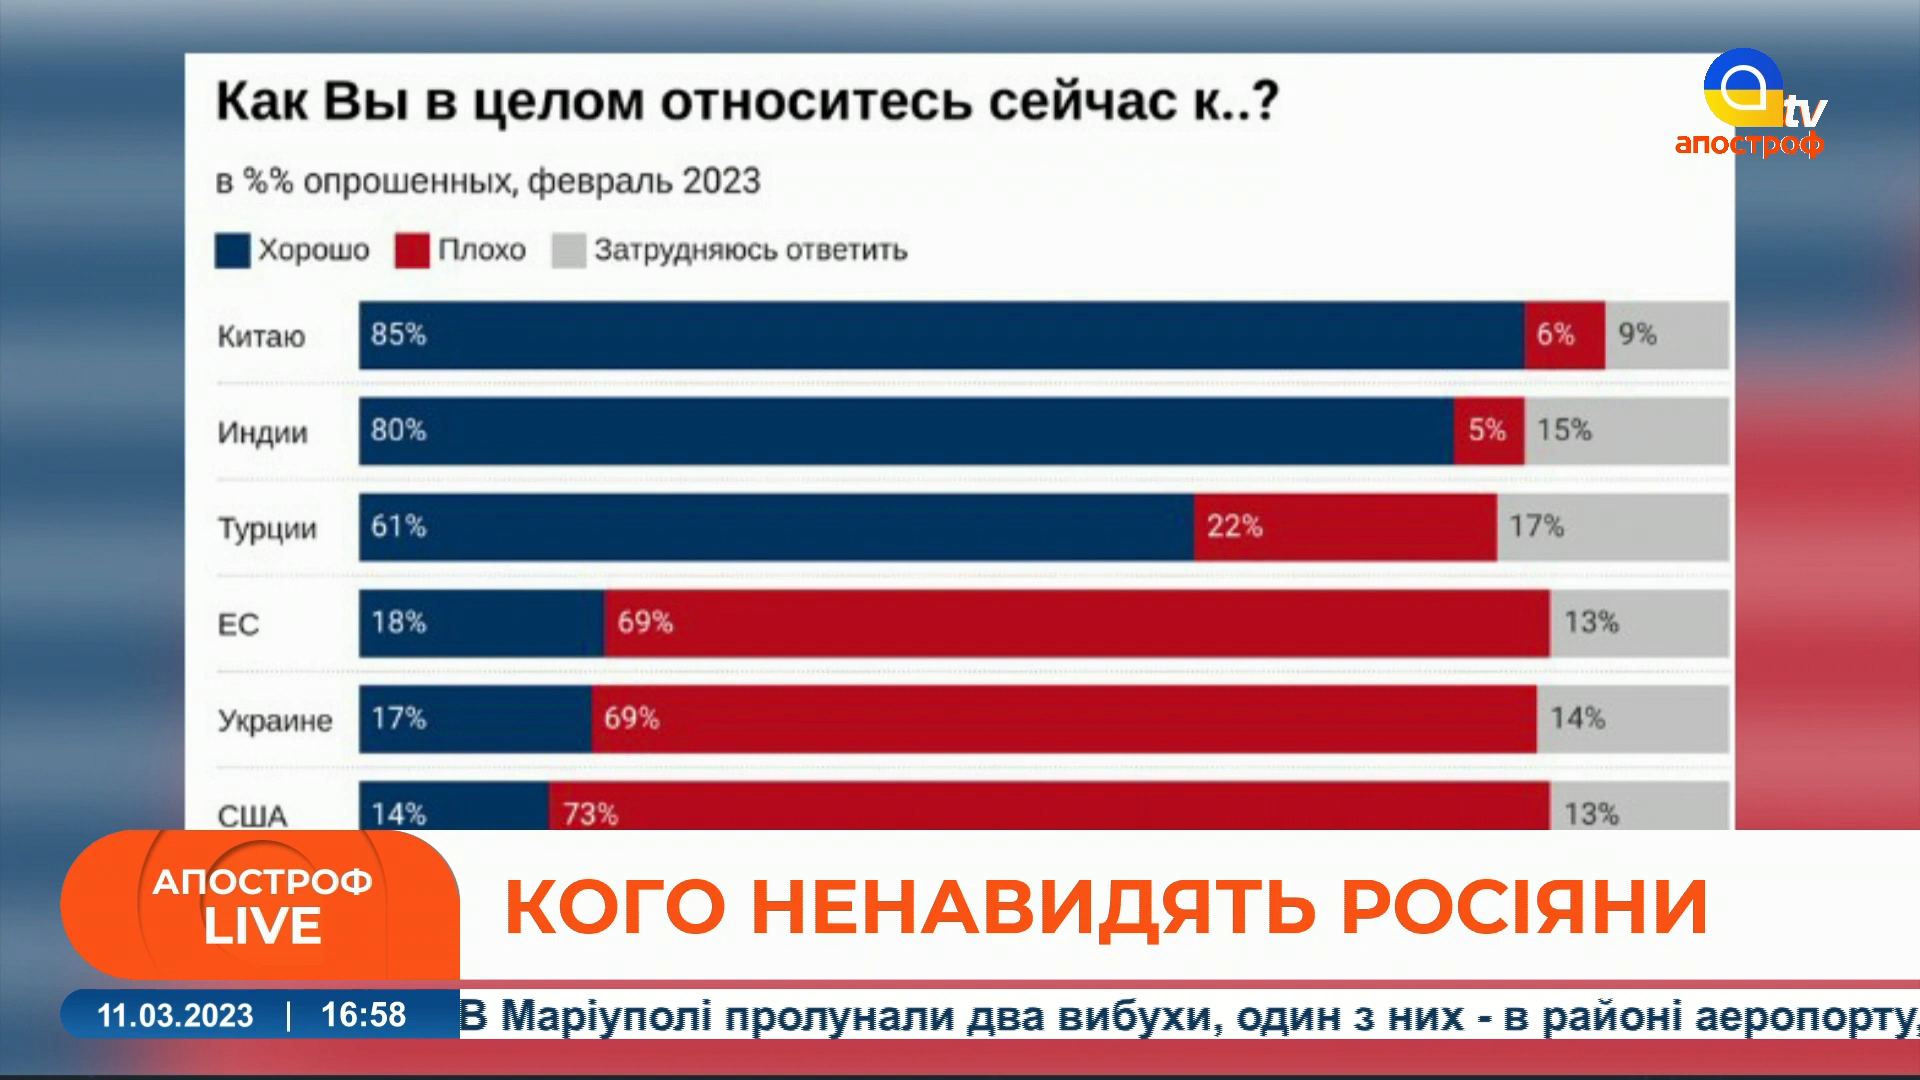 Как Вы в целом относитесь сейчас к..?
tv
апостроф
в %% опрошенных, февраль 2023
Хорошо Плохо Затрудняюсь ответить
Китаю 85% 6% 9%
Индии 80% 5% 15%
Турции 61% 22% 17%
ЕС 18% 69% 13%
Украине 17% 69% 14%
США 14% 73% 13%
АПОСТРОФ
LIVE
КОГО НЕНАВИДЯТЬ РОСІЯНИ
11.03.2023 | 16:58 В Маріуполі пролунали два вибухи, один з них - в районі аеропорту,